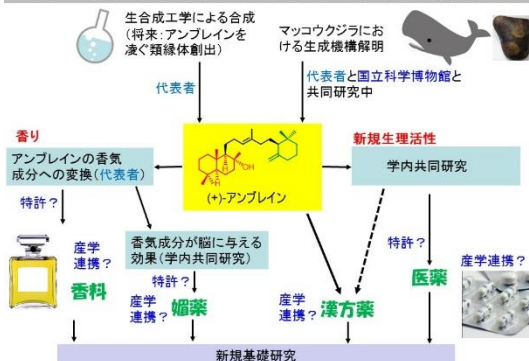 生合成工学による合成
(将来:アンブレインを
凌ぐ類縁体創出)
マッコウクジラにお
ける生成機構解明
代表者
代表者と国立科学博物館と
共同研究中
香り
新規生理活性
アンブレインの香気
成分への変換(代表者)
OH
(+)-アンブレイン
学内共同研究
特許?
香気成分が脳に与える
効果(学内共同研究)
特許?
産学
連携?
香料
特許?
産学
連携?
媚薬
産学
連携?
漢方薬
医薬
産学連携?
新規基礎研究